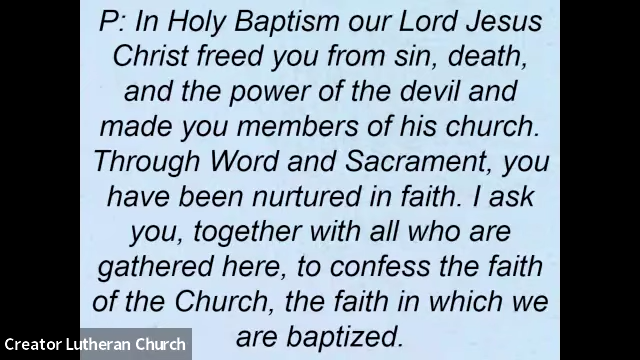 P: In Holy Baptism our Lord Jesus
Christ freed you from sin, death,
and the power of the devil and
made you members of his church.
Through Word and Sacrament, you
have been nurtured in faith. I ask
you, together with all who are
gathered here, to confess the faith
of the Church, the faith in which we
are baptized.
Creator Lutheran Church